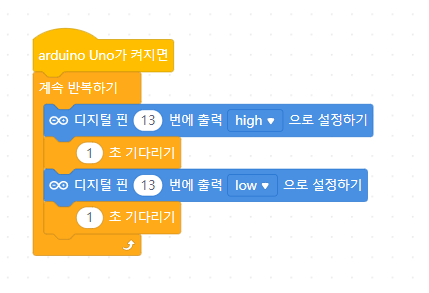 arduino Uno가 켜지면
계속 반복하기
디지털 핀 13 번에 출력 high ▼ 으로 설정하기
1 초 기다리기
디지털 핀 13 번에 출력 low ▼ 으로 설정하기
1 초 기다리기